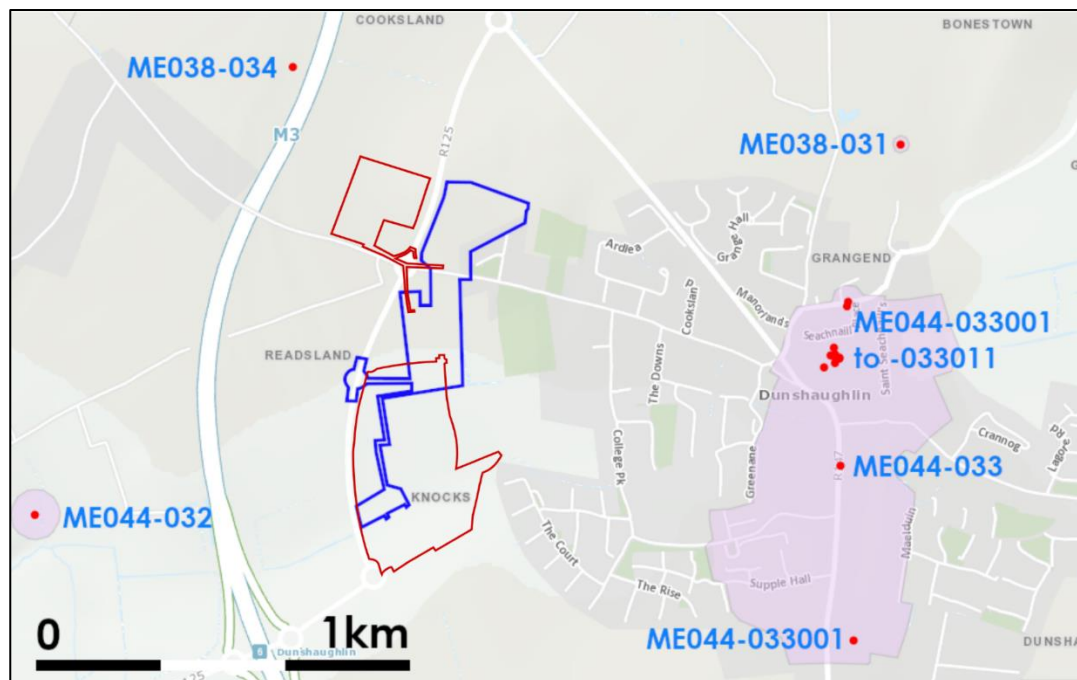 COOKSLAND
BONESTOWN
ME038-034
M3
R125
ME038-031
Ardlea
Grange Hall
GRANGEND
Manorlands
Cookslan
ME044-033001
Seachnaill
to -033011
READSLAND
The Downs
Dunshaughlin
College Pk
Greenane
Crannog
Rd
Lagore
ME044-033
KNOCKS
ME044-032
Maelduin
The Court
The Rise
Supple Hall
0
1km
ME044-033001
DUNSHA
6 Dunshaughlin